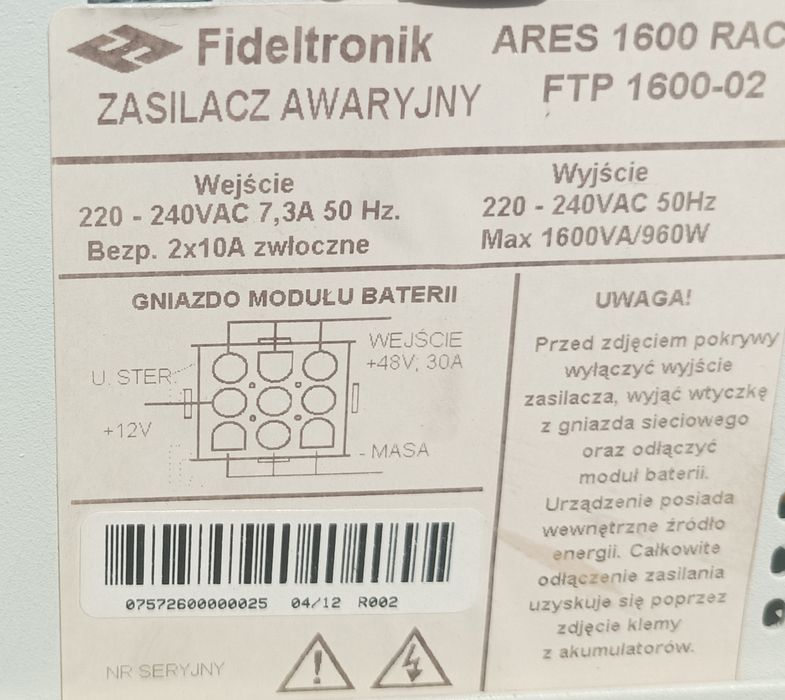 Fideltronik
ARES 1600 RAC
ZASILACZ AWARYJNY
FTP 1600-02
Wejście
220 - 240VAC 7,3A 50 Hz.
Bezp. 2x10A zwłoczne
Wyjście
220 - 240VAC 50Hz
Max 1600VA/960W
GNIAZDO MODUŁU BATERII
WEJŚCIE
+48V; 30A
U. STER.
+12V
- MASA
07572600000025 04/12 R002
NR SERYJNY
UWAGA!
Przed zdjęciem pokrywy
wyłączyć wyjście
zasilacza, wyjąć wtyczkę
z gniazda sieciowego
oraz odłączyć
moduł baterii.
Urządzenie posiada
wewnętrzne źródło
energii. Całkowite
odłączenie zasilania
uzyskuje się poprzez
zdjęcie klemy
z akumulatorów.